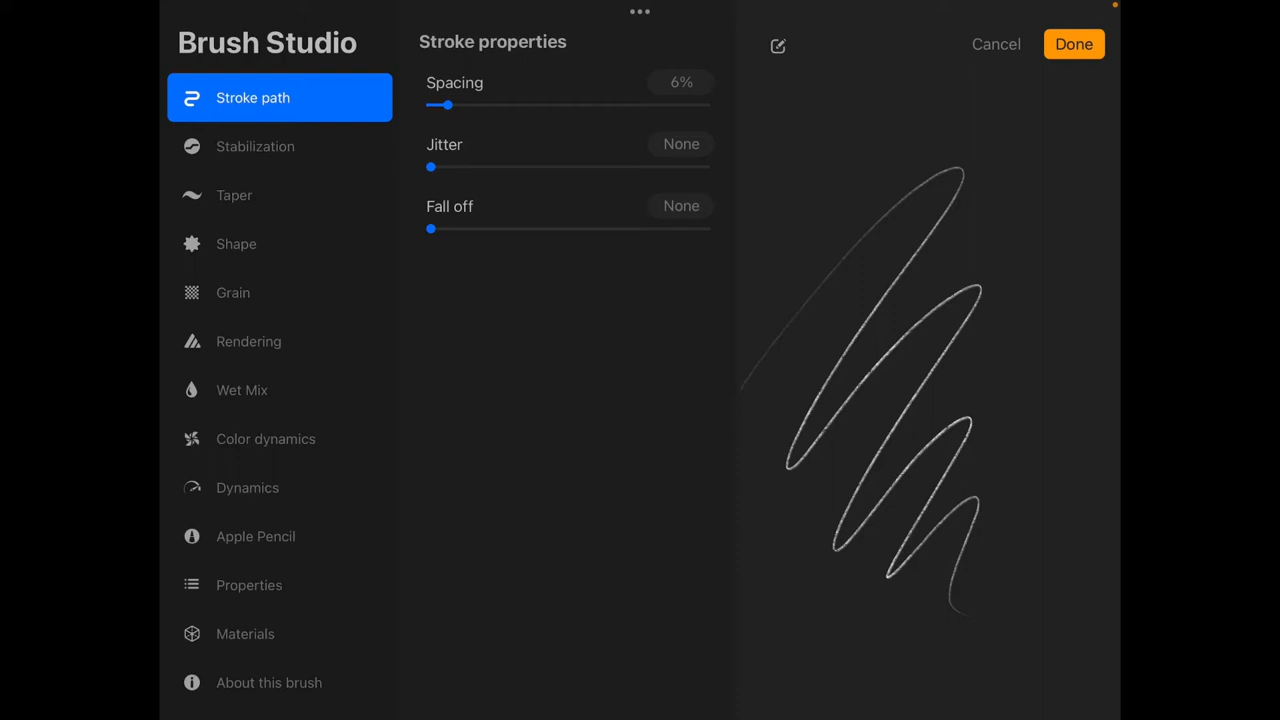 Brush Studio
Stroke path
Stabilization
Taper
Shape
Grain
Rendering
Wet Mix
Color dynamics
Dynamics
Apple Pencil
Properties
Materials
About this brush
Stroke properties
Spacing 6%
Jitter None
Fall off None
Cancel Done